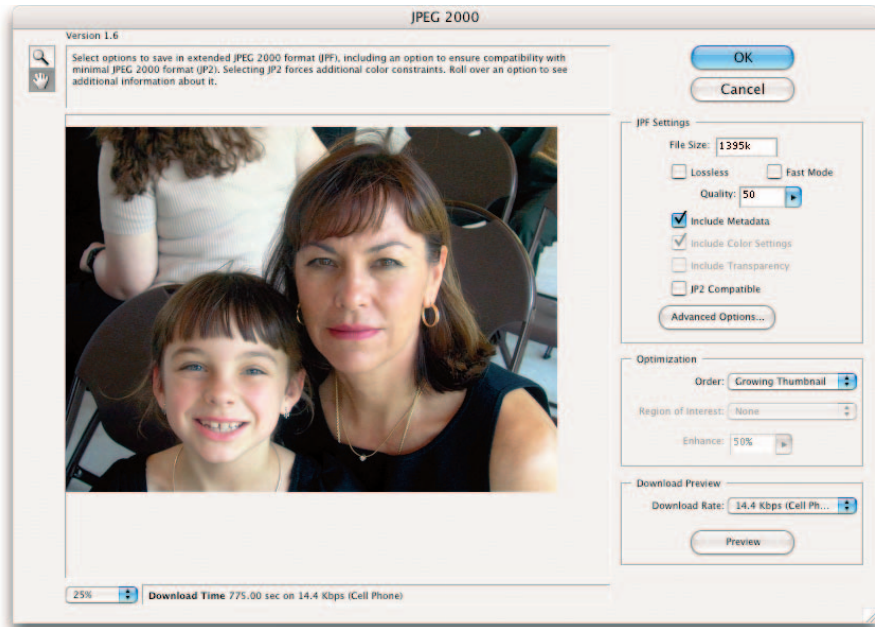 JPEG 2000
Version 1.6
Select options to save in extended JPEG 2000 format (JPF), including an option to ensure compatibility with
minimal JPEG 2000 format (JP2). Selecting JP2 forces additional color constraints. Roll over an option to see
additional information about it.
OK
Cancel
JPF Settings
File Size: 1395k
Lossless Fast Mode
Quality: 50
Include Metadata
Include Color Settings
Include Transparency
JP2 Compatible
Advanced Options...
Optimization
Order: Growing Thumbnail
Region of Interest: None
Enhance: 50%
Download Preview
Download Rate: 14.4 Kbps (Cell Ph...
Preview
25% Download Time 775.00 sec on 14.4 Kbps (Cell Phone)